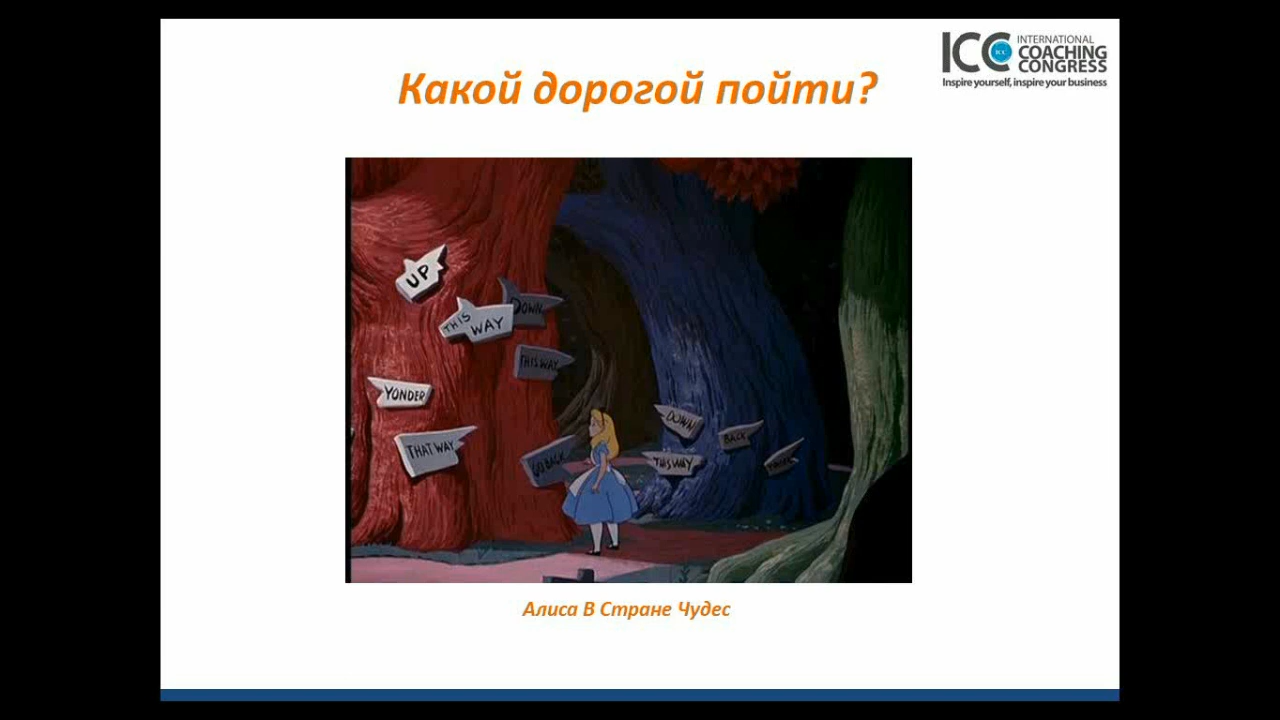 Какой дорогой пойти?
ICC
INTERNATIONAL
COACHING
CONGRESS
Inspire yourself, inspire your business
UP
THIS
WAY
DOWN
THIS WAY
YONDER
THAT WAY
GO BACK
DOWN
BACK
THIS WAY
Алиса В Стране Чудес